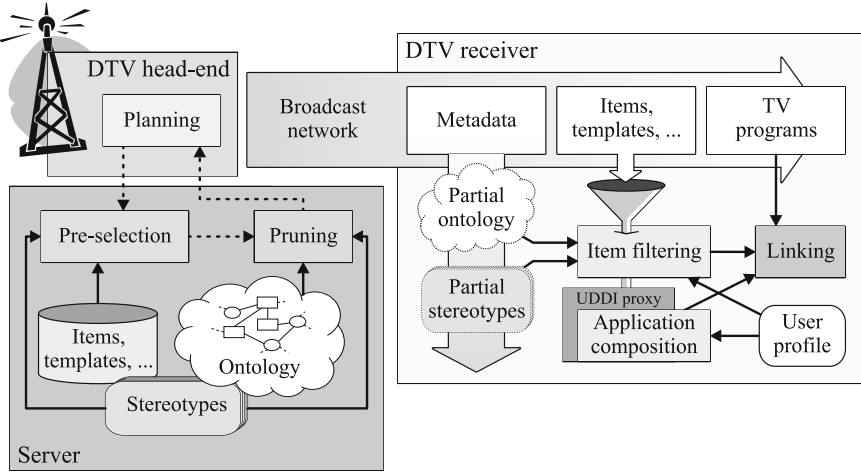 DTV head-end
Planning
Broadcast
network
DTV receiver
Metadata
Items,
templates, ...
TV
programs
Partial
ontology
Partial
stereotypes
Item filtering
Linking
UDDI proxy
Application
composition
User
profile
Pre-selection
Pruning
Items,
templates, ...
Ontology
Stereotypes
Server